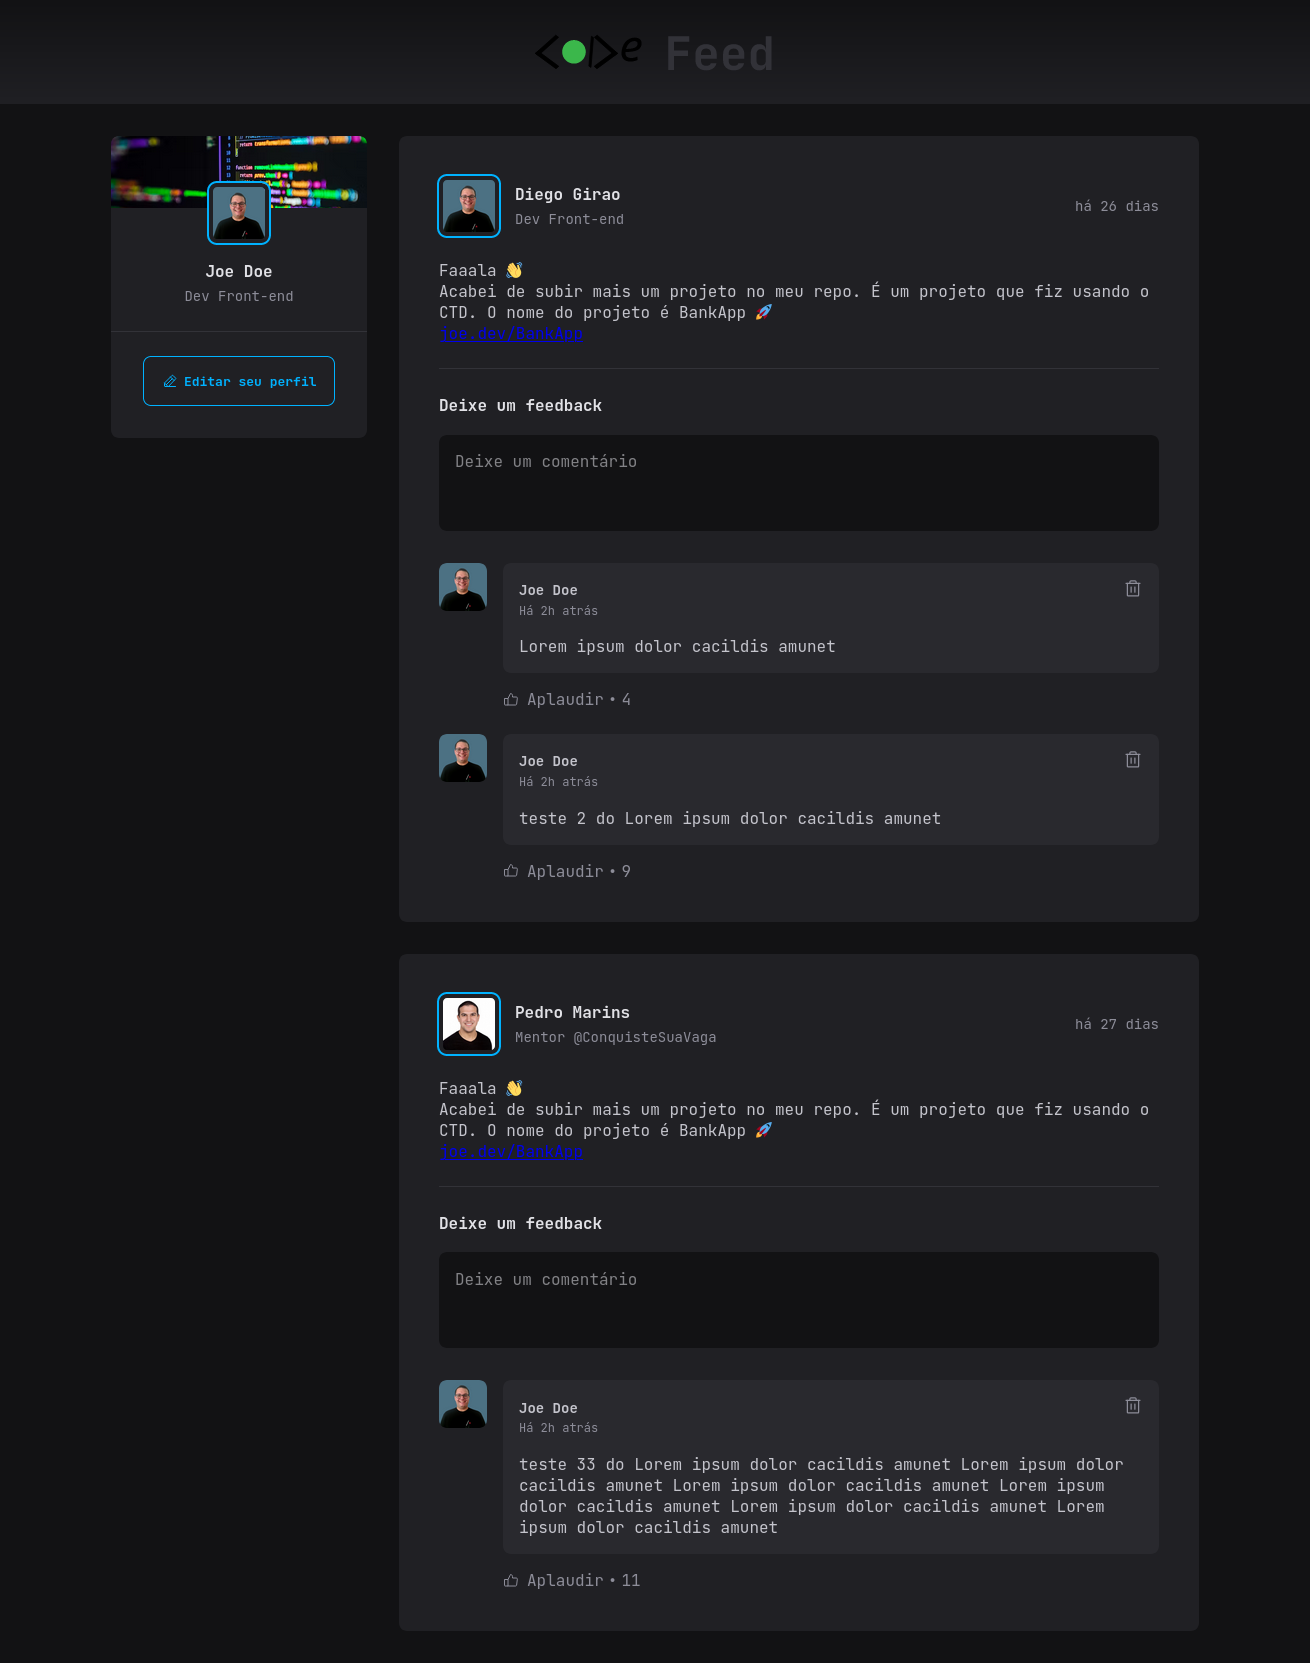 <●D>e Feed
Joe Doe
Dev Front-end
Editar seu perfil
Diego Girao
Dev Front-end
há 26 dias
Faaala 👋
Acabei de subir mais um projeto no meu repo. É um projeto que fiz usando o
CTD. O nome do projeto é BankApp 🚀
joe.dev/BankApp
Deixe um feedback
Deixe um comentário
Joe Doe
Há 2h atrás
Lorem ipsum dolor cacildis amunet
Aplaudir • 4
Joe Doe
Há 2h atrás
teste 2 do Lorem ipsum dolor cacildis amunet
Aplaudir • 9
Pedro Marins
Mentor @ConquisteSuaVaga
há 27 dias
Faaala 👋
Acabei de subir mais um projeto no meu repo. É um projeto que fiz usando o
CTD. O nome do projeto é BankApp 🚀
joe.dev/BankApp
Deixe um feedback
Deixe um comentário
Joe Doe
Há 2h atrás
teste 33 do Lorem ipsum dolor cacildis amunet Lorem ipsum dolor
cacildis amunet Lorem ipsum dolor cacildis amunet Lorem ipsum
dolor cacildis amunet Lorem ipsum dolor cacildis amunet Lorem
ipsum dolor cacildis amunet
Aplaudir • 11